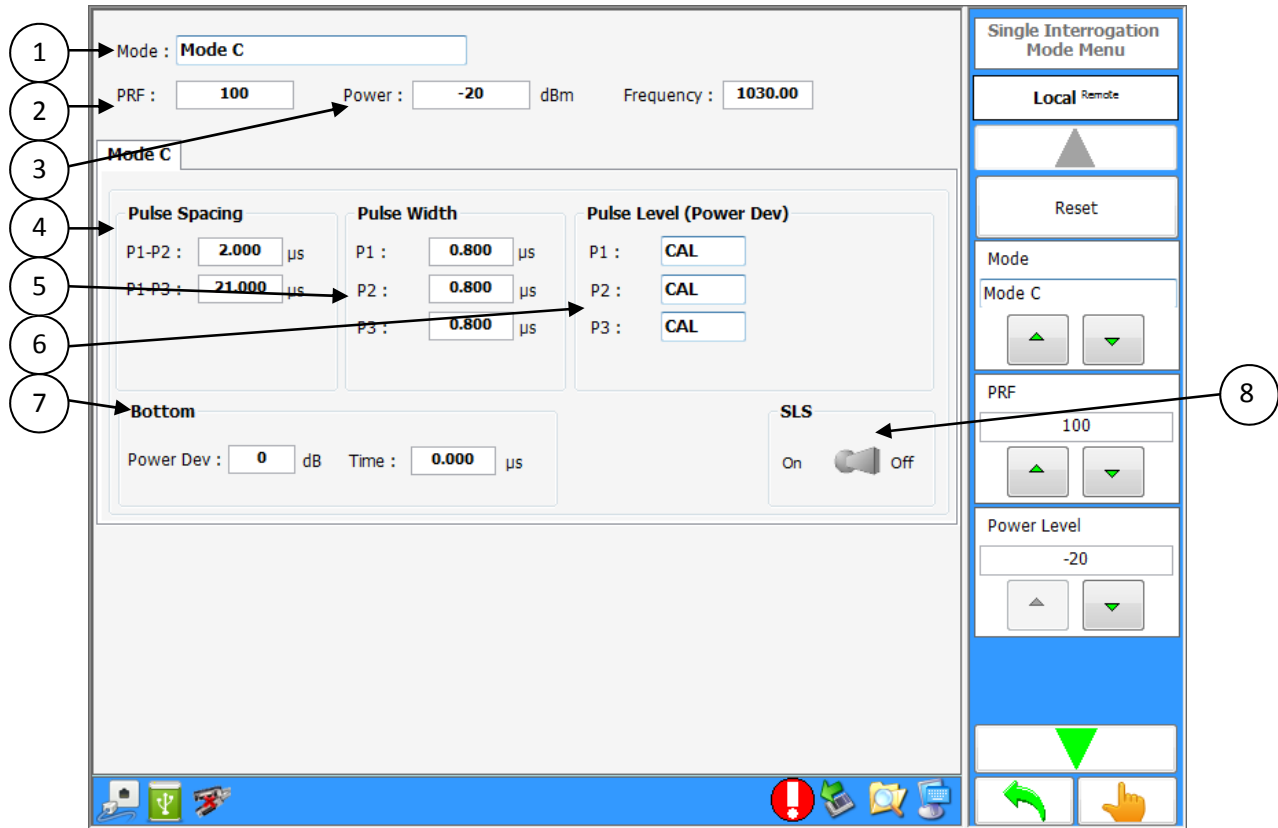 1
Mode : Mode C
2
PRF : 100 Power : -20 dBm Frequency : 1030.00
3
Mode C
4
Pulse Spacing
P1-P2 : 2.000 µs
P1-P3 : 21.000 µs
Pulse Width
P1 : 0.800 µs
P2 : 0.800 µs
P3 : 0.800 µs
Pulse Level (Power Dev)
P1 : CAL
P2 : CAL
P3 : CAL
5
6
7
Bottom
Power Dev : 0 dB Time : 0.000 µs
SLS
On Off
8
Single Interrogation
Mode Menu
Local Remote
Reset
Mode
Mode C
PRF
100
Power Level
-20